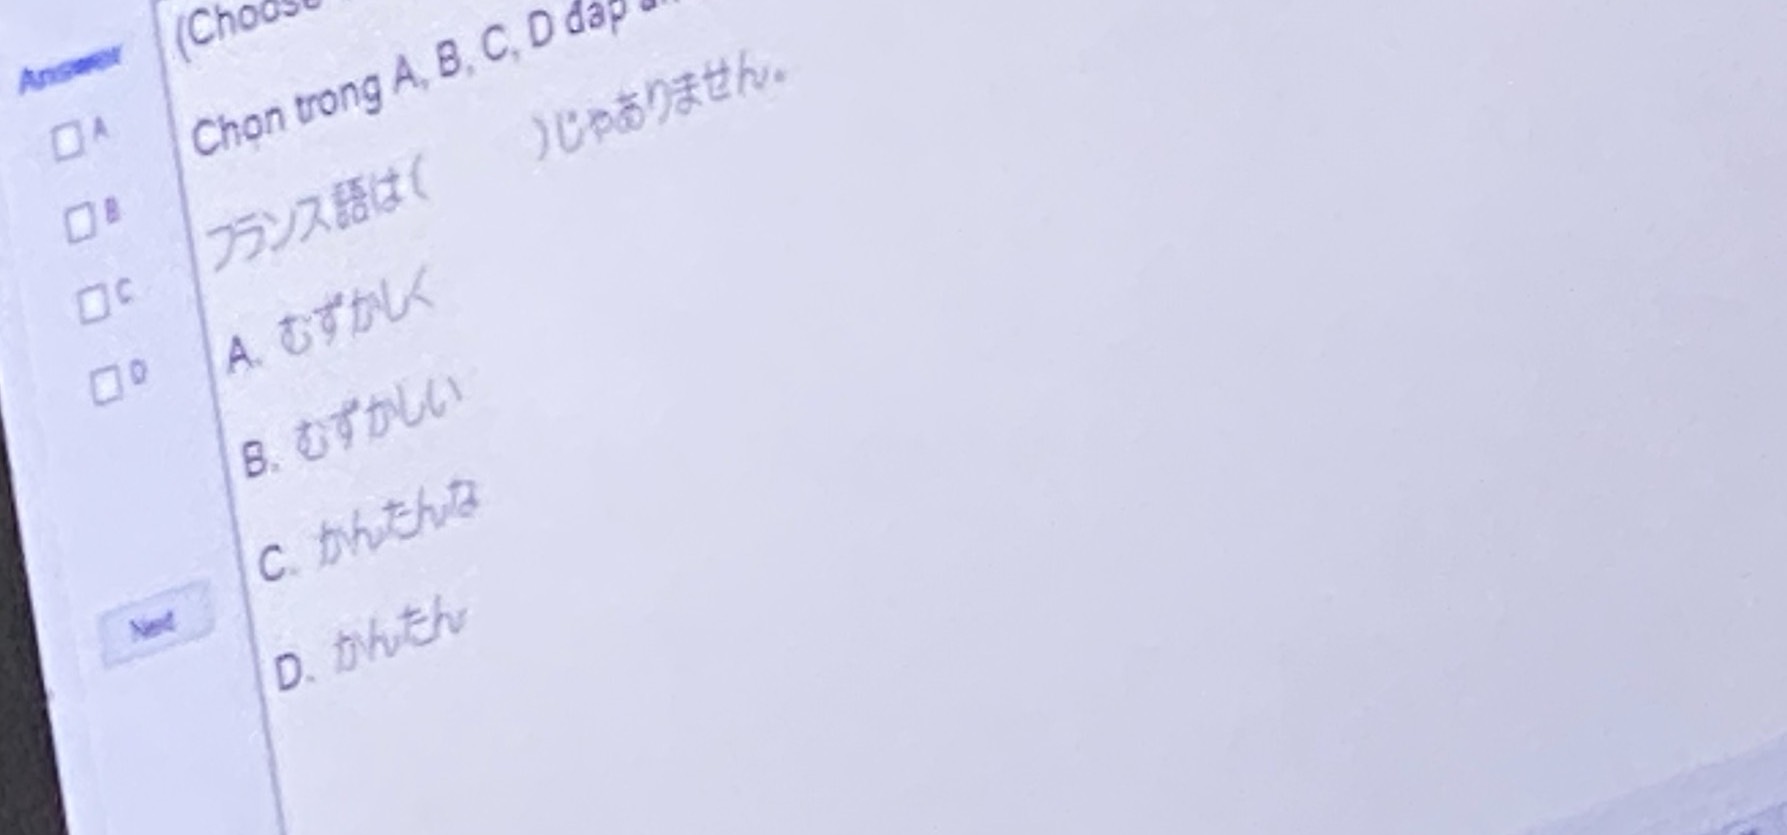 (Choose
Answer
Chọn trong A, B, C, D đáp
A
フランス語は( )じゃありません。
B
C
A. むずかしく
D
B. むずかしい
C. かんたんな
Next
D. かんたん